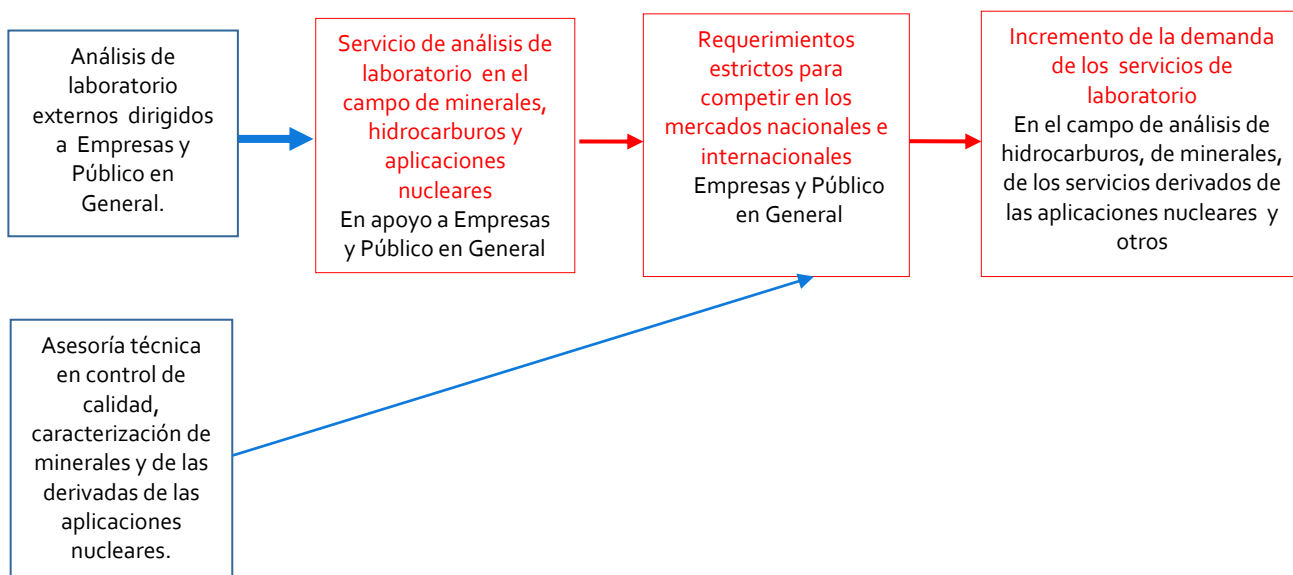 Análisis de
laboratorio
externos dirigidos
a Empresas y
Público en
General.
Servicio de análisis de
laboratorio en el
campo de minerales,
hidrocarburos y
aplicaciones
nucleares
En apoyo a Empresas
y Público en General
Requerimientos
estrictos para
competir en los
mercados nacionales e
internacionales
Empresas y Público
en General
Incremento de la demanda
de los servicios de
laboratorio
En el campo de análisis de
hidrocarburos, de minerales,
de los servicios derivados de
las aplicaciones nucleares y
otros
Asesoría técnica
en control de
calidad,
caracterización de
minerales y de las
derivadas de las
aplicaciones
nucleares.